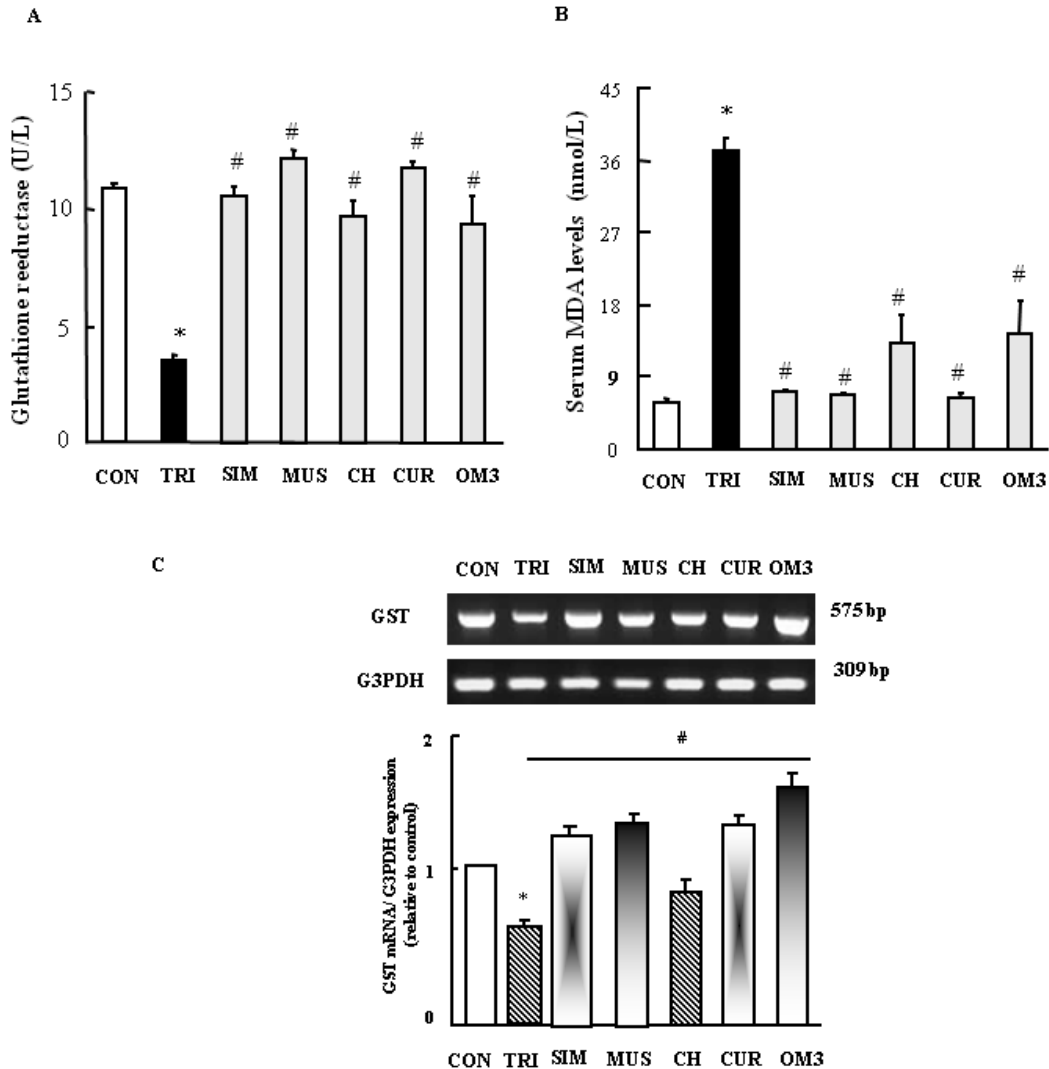 A
Glutathione reeductase (U/L)
15
10
5
0
*
#
#
#
#
#
CON TRI SIM MUS CH CUR OM3
B
Serum MDA levels (nmol/L)
45
36
27
18
9
0
*
#
#
#
#
#
CON TRI SIM MUS CH CUR OM3
C
CON TRI SIM MUS CH CUR OM3
GST 575bp
G3PDH 309bp
GST mRNA/ G3PDH expression
(relative to control)
2
1
0
#
*
CON TRI SIM MUS CH CUR OM3